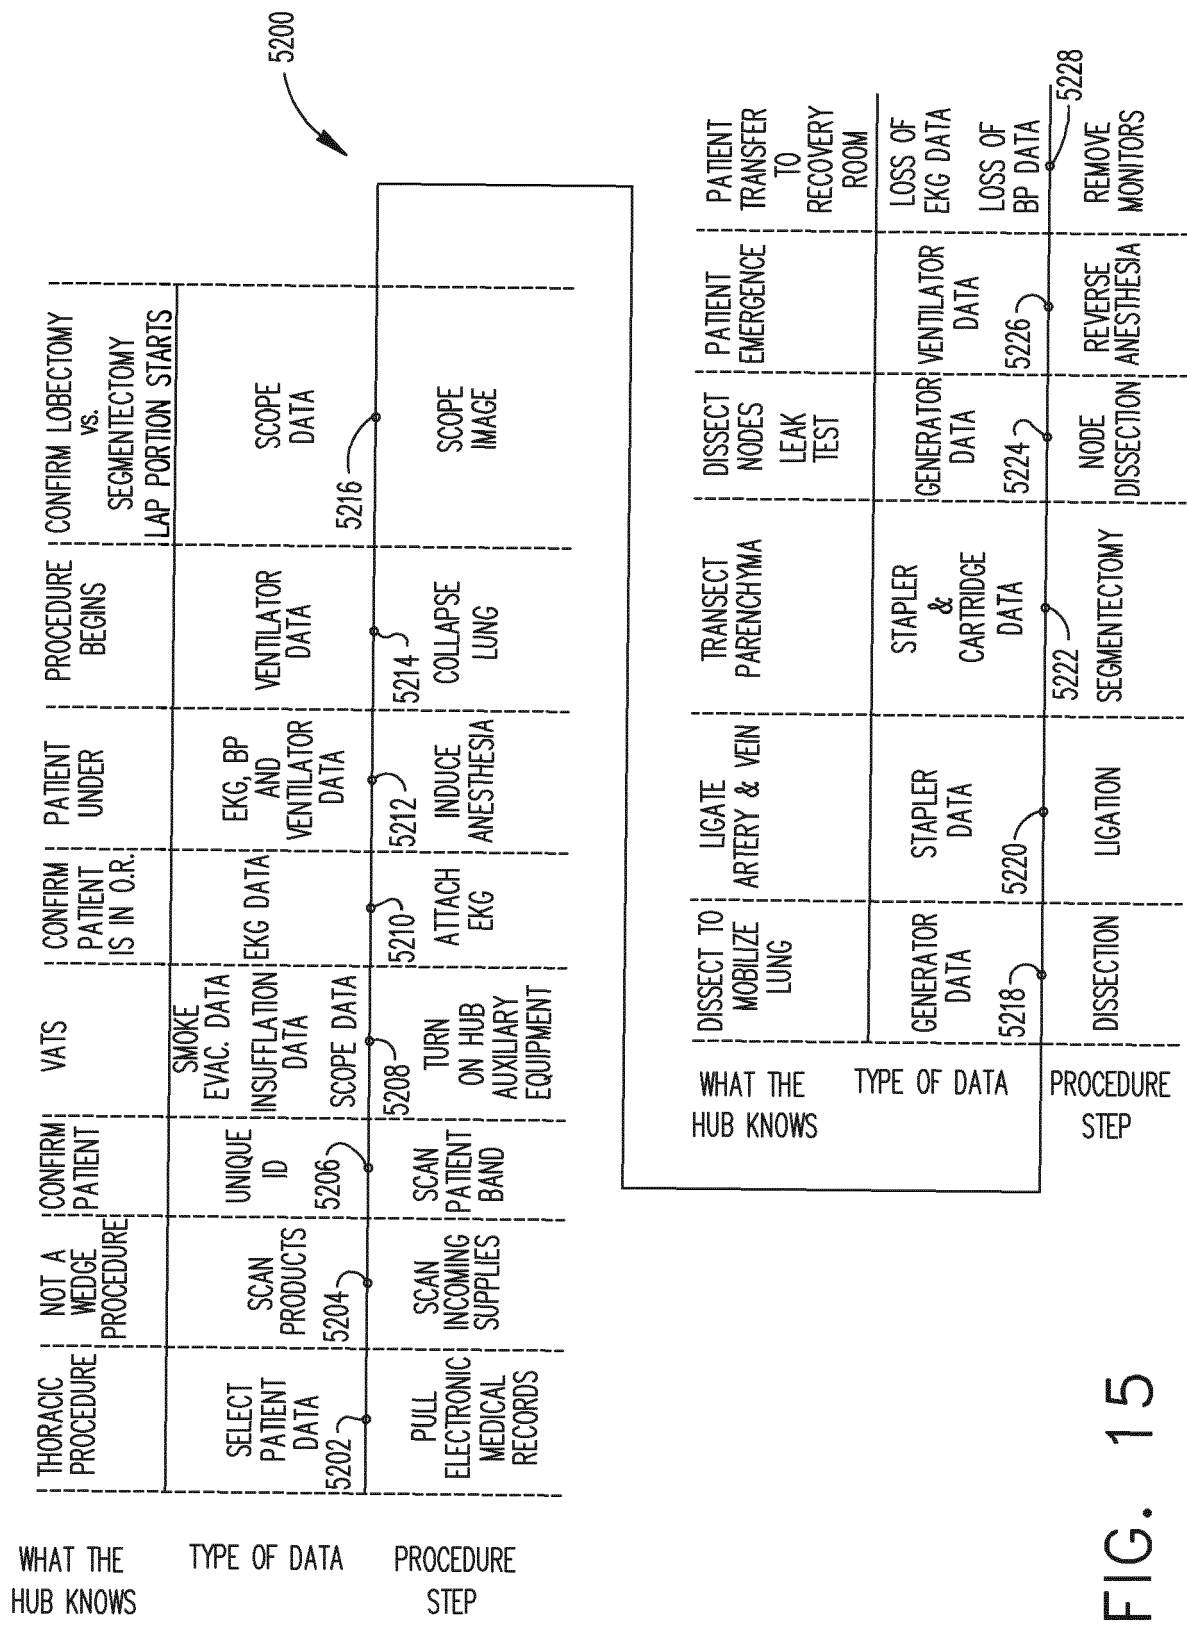 5200
WHAT THE
HUB KNOWS
THORACIC
PROCEDURE
NOT A
WEDGE
PROCEDURE
CONFIRM
PATIENT
VATS
CONFIRM
PATIENT
IS IN O.R.
PATIENT
UNDER
PROCEDURE
BEGINS
CONFIRM LOBECTOMY
vs.
SEGMENTECTOMY
LAP PORTION STARTS
TYPE OF DATA
SELECT
PATIENT
DATA
SCAN
PRODUCTS
UNIQUE
ID
SMOKE
EVAC. DATA
INSUFFLATION
DATA
SCOPE DATA
EKG DATA
EKG, BP
AND
VENTILATOR
DATA
VENTILATOR
DATA
SCOPE
DATA
5202
5204
5206
5208
5210
5212
5214
5216
PROCEDURE
STEP
PULL
ELECTRONIC
MEDICAL
RECORDS
SCAN
INCOMING
SUPPLIES
SCAN
PATIENT
BAND
TURN
ON HUB
AUXILIARY
EQUIPMENT
ATTACH
EKG
INDUCE
ANESTHESIA
COLLAPSE
LUNG
SCOPE
IMAGE
WHAT THE
HUB KNOWS
DISSECT TO
MOBILIZE
LUNG
LIGATE
ARTERY & VEIN
TRANSECT
PARENCHYMA
DISSECT
NODES
LEAK
TEST
PATIENT
EMERGENCE
PATIENT
TRANSFER
TO
RECOVERY
ROOM
TYPE OF DATA
GENERATOR
DATA
STAPLER
DATA
STAPLER
&
CARTRIDGE
DATA
GENERATOR
DATA
VENTILATOR
DATA
LOSS OF
EKG DATA
LOSS OF
BP DATA
5218
5220
5222
5224
5226
5228
PROCEDURE
STEP
DISSECTION
LIGATION
SEGMENTECTOMY
NODE
DISSECTION
REVERSE
ANESTHESIA
REMOVE
MONITORS
FIG. 15